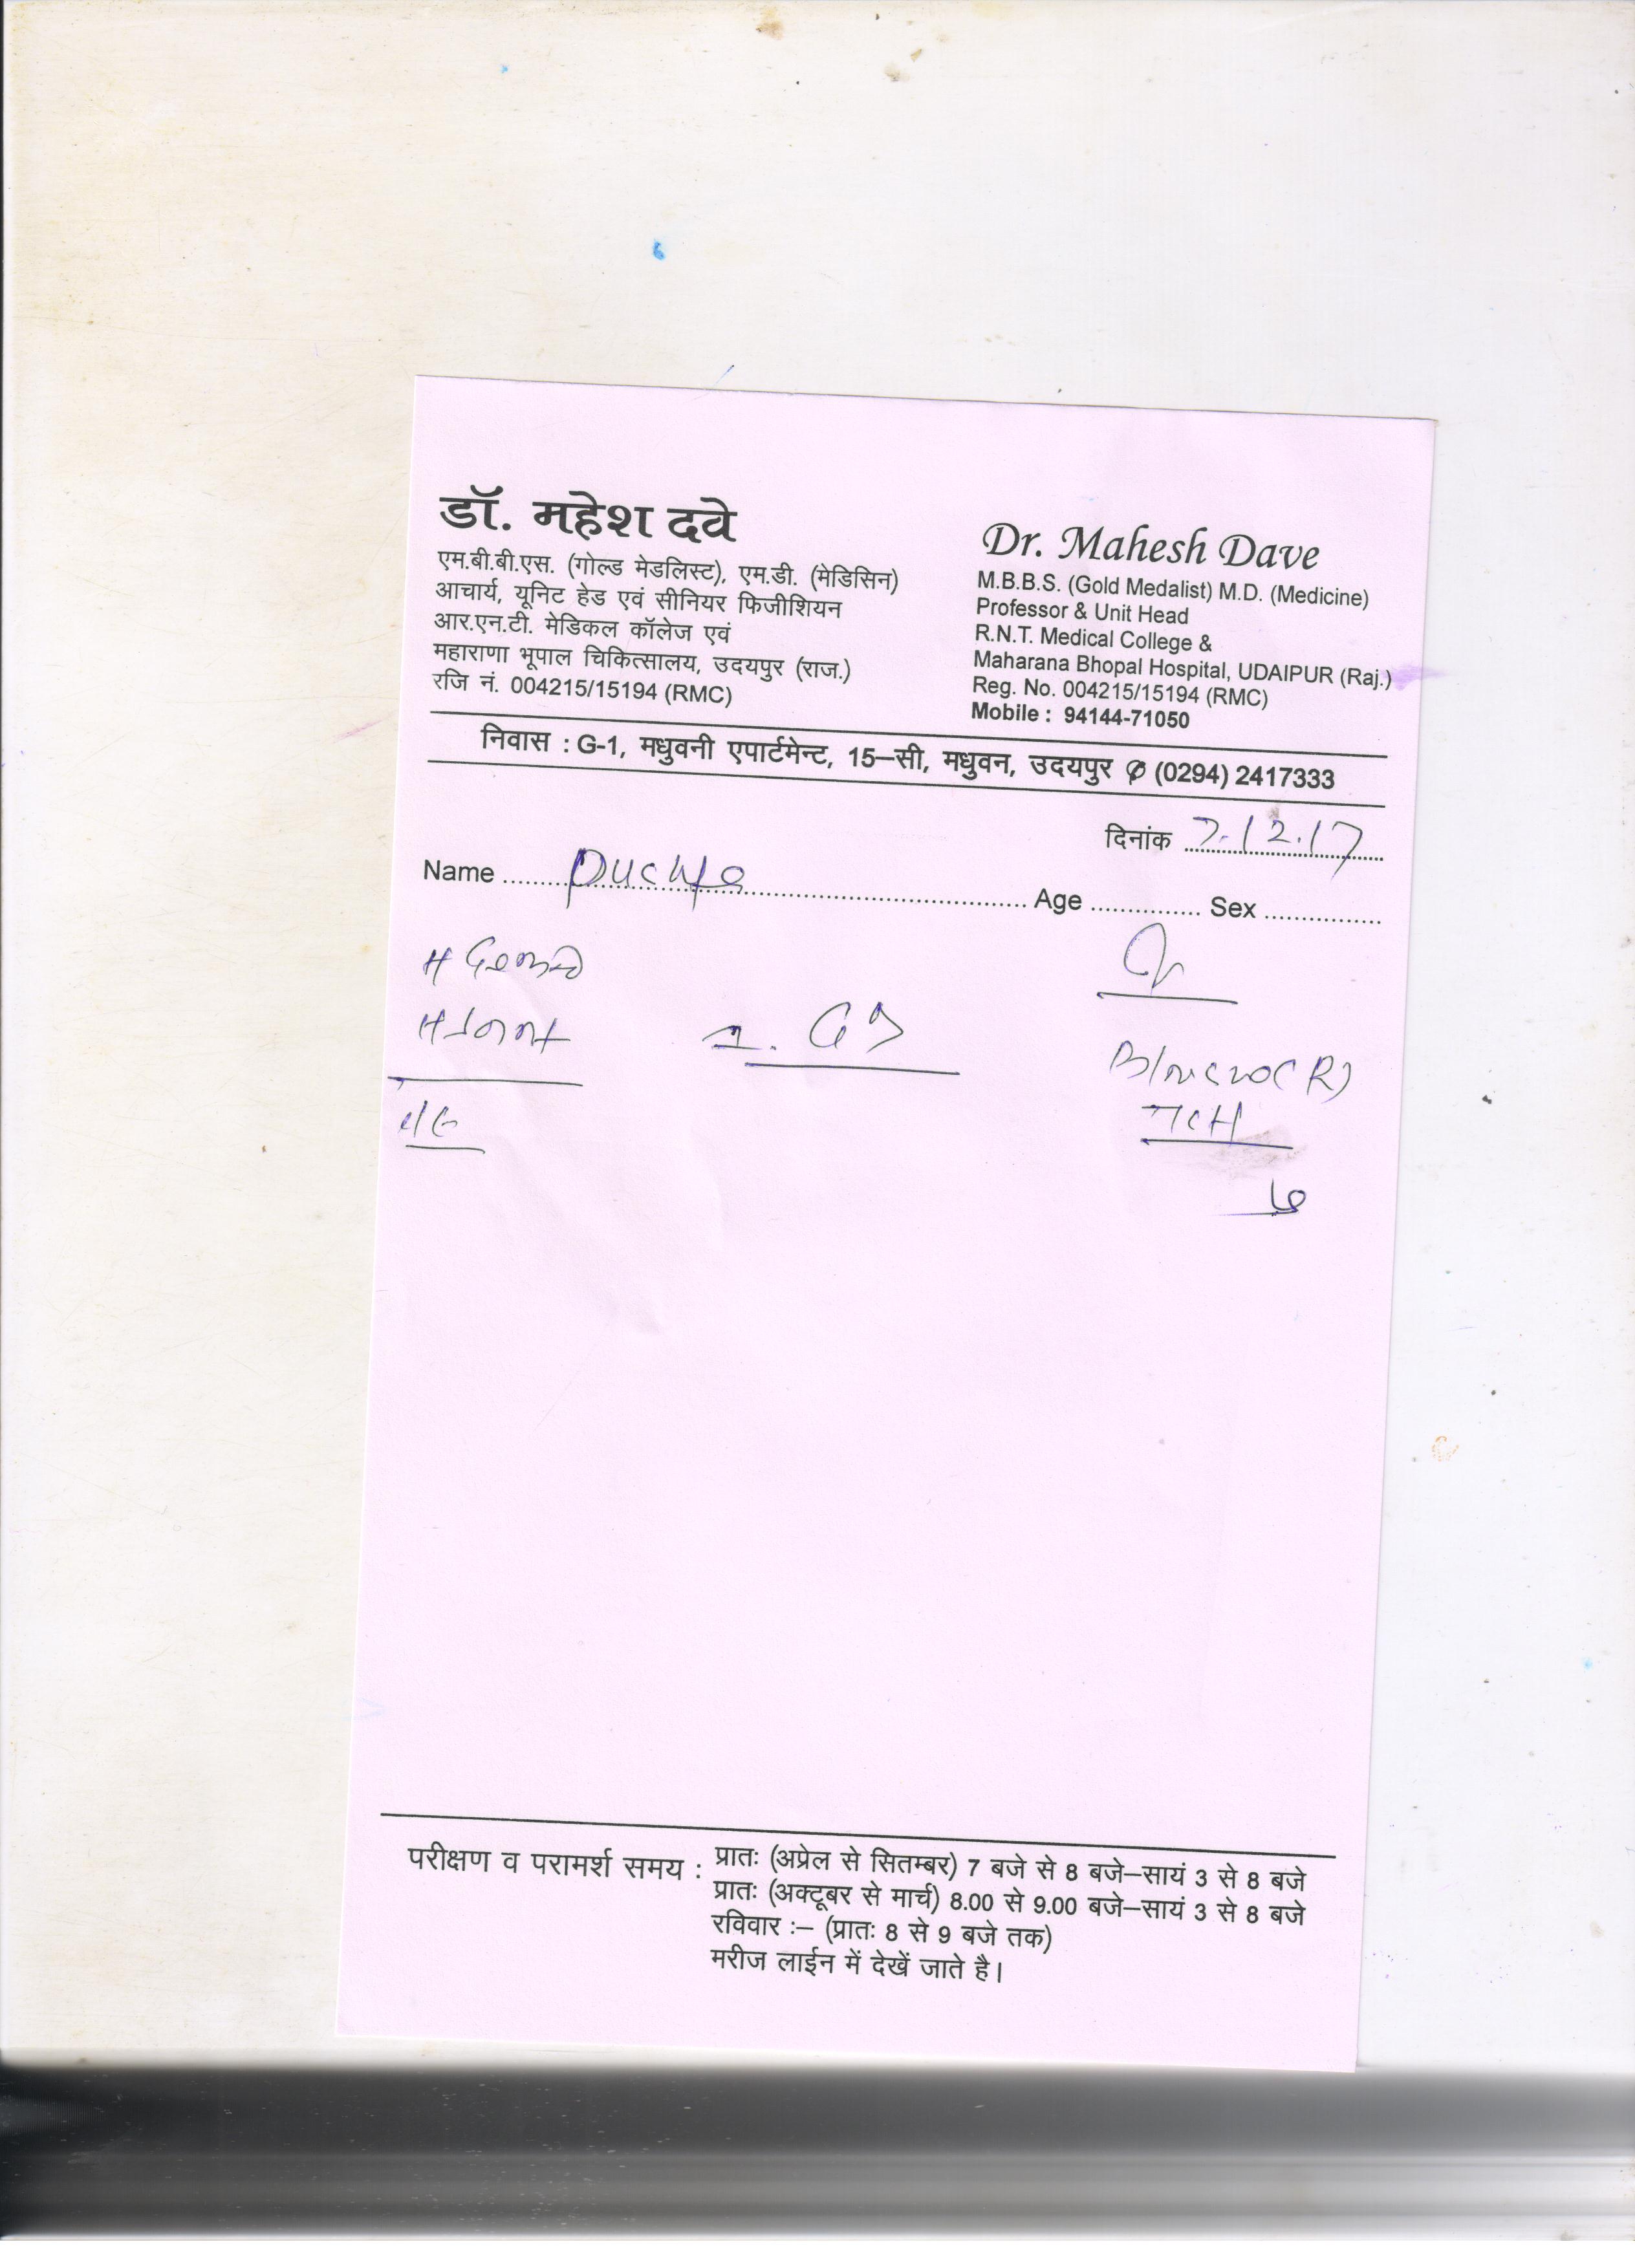 डॉ. महेश दवे
एम.बी.बी.एस. (गोल्ड मेडलिस्ट), एम.डी. (मेडिसिन)
आचार्य, यूनिट हेड एवं सीनियर फिजीशियन
आर.एन.टी. मेडिकल कॉलेज एवं
महाराणा भूपाल चिकित्सालय, उदयपुर (राज.)
रजि नं. 004215/15194 (RMC)
Dr. Mahesh Dave
M.B.B.S. (Gold Medalist) M.D. (Medicine)
Professor & Unit Head
R.N.T. Medical College &
Maharana Bhopal Hospital, UDAIPUR (Raj.)
Reg. No. 004215/15194 (RMC)
Mobile : 94144-71050
निवास : G-1, मधुवनी एपार्टमेन्ट, 15–सी, मधुवन, उदयपुर ✆ (0294) 2417333
दिनांक 7.12.17
Name Age Sex
परीक्षण व परामर्श समय : प्रातः (अप्रेल से सितम्बर) 7 बजे से 8 बजे–सायं 3 से 8 बजे
प्रातः (अक्टूबर से मार्च) 8.00 से 9.00 बजे–सायं 3 से 8 बजे
रविवार :– (प्रातः 8 से 9 बजे तक)
मरीज लाईन में देखें जाते है।